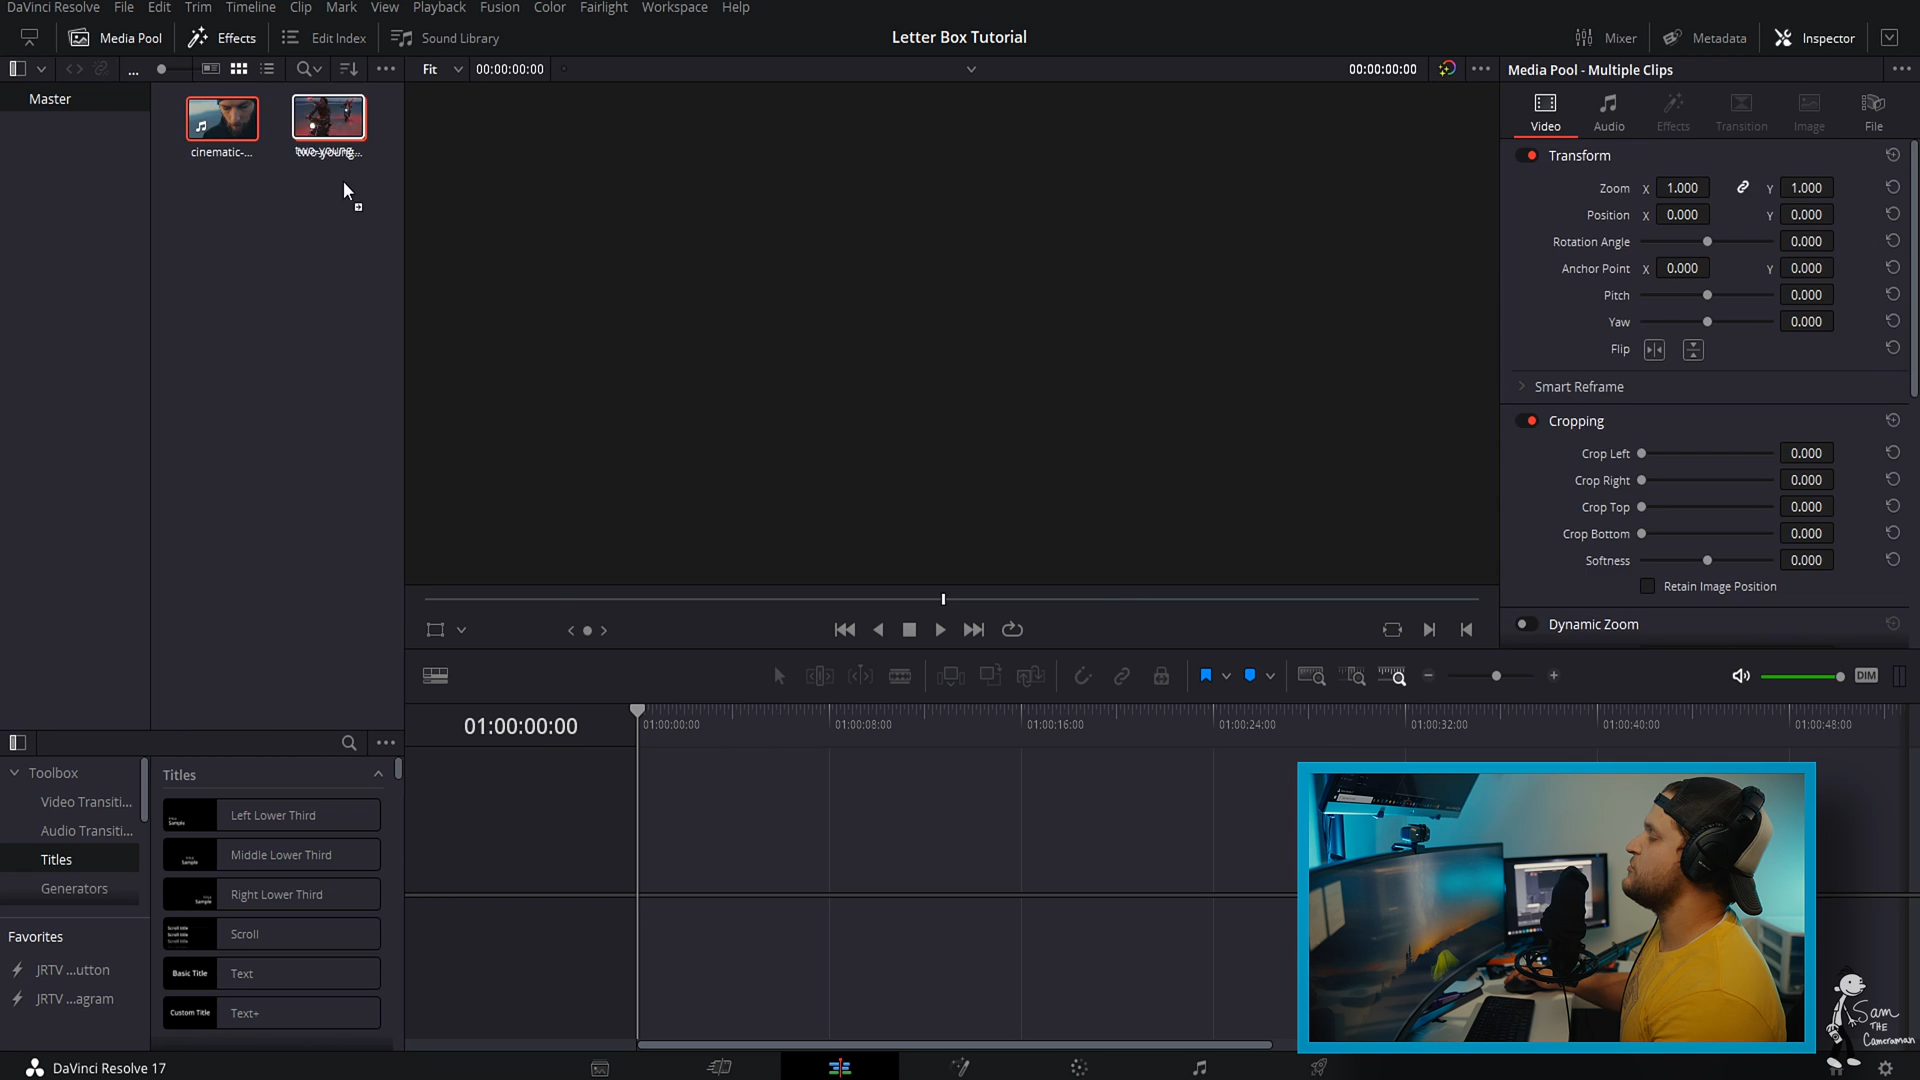 DaVinci Resolve File Edit Trim Timeline Clip Mark View Playback Fusion Color Fairlight Workspace Help
Media Pool Effects Edit Index Sound Library Letter Box Tutorial Mixer Metadata Inspector
... Fit 00:00:00:00 00:00:00:00 Media Pool - Multiple Clips
Master
Video Audio Effects Transition Image File
cinematic-... two-young...
Transform
Zoom X 1.000 Y 1.000
Position X 0.000 Y 0.000
Rotation Angle 0.000
Anchor Point X 0.000 Y 0.000
Pitch 0.000
Yaw 0.000
Flip
Smart Reframe
Cropping
Crop Left 0.000
Crop Right 0.000
Crop Top 0.000
Crop Bottom 0.000
Softness 0.000
Retain Image Position
Dynamic Zoom
DIM
01:00:00:00 01:00:00:00 01:00:08:00 01:00:16:00 01:00:24:00 01:00:32:00 01:00:40:00 01:00:48:00
Toolbox
Video Transiti...
Audio Transiti...
Titles
Generators
Favorites
JRTV ...utton
JRTV ...agram
Titles
Left Lower Third
Middle Lower Third
Right Lower Third
Scroll
Basic Title Text
Custom Title Text+
Sam
THE
Cameraman
DaVinci Resolve 17